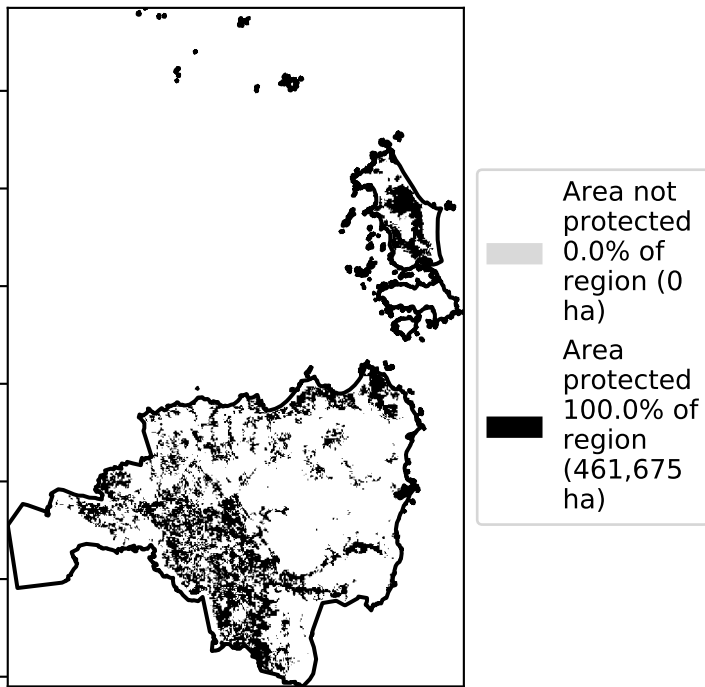 Area not
protected
0.0% of
region (0
ha)
Area
protected
100.0% of
region
(461,675
ha)